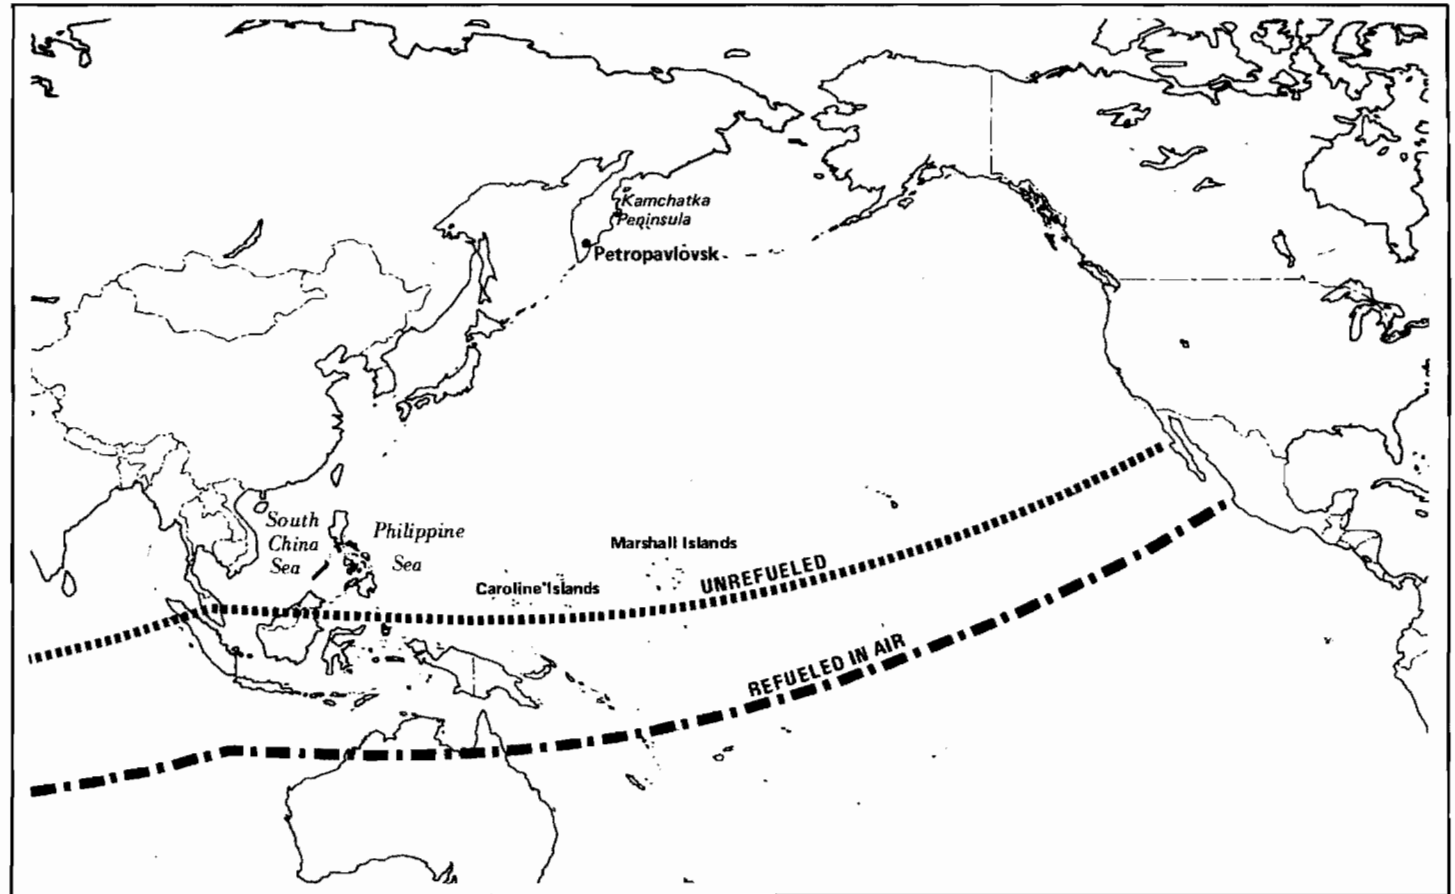 Kamchatka
Peninsula
Petropavlovsk
South
China
Sea
Philippine
Sea
Marshall Islands
Caroline Islands
UNREFUELED
REFUELED IN AIR